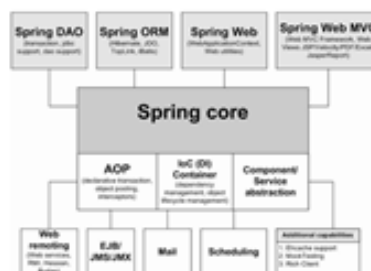 Spring DAO
(transaction, jdbc
support, dao support)
Spring ORM
(Hibernate, JDO,
TopLink, iBatis)
Spring Web
(WebApplicationContext,
Web utilities)
Spring Web MVC
(Web MVC Framework, Web
Views, JSP/Velocity/PDF/Excel,
JasperReport)
Spring core
AOP
(declarative transaction,
object pooling,
interceptors)
IoC (DI)
Container
(dependency
management, object
lifecycle management)
Component/
Service
abstraction
Web
remoting
(Web services,
RMI, Hessian,
EJB/
JMS/JMX
Mail
Scheduling
Additional capabilities
1. Ehcache support
2. MockTesting
3. Rich Client